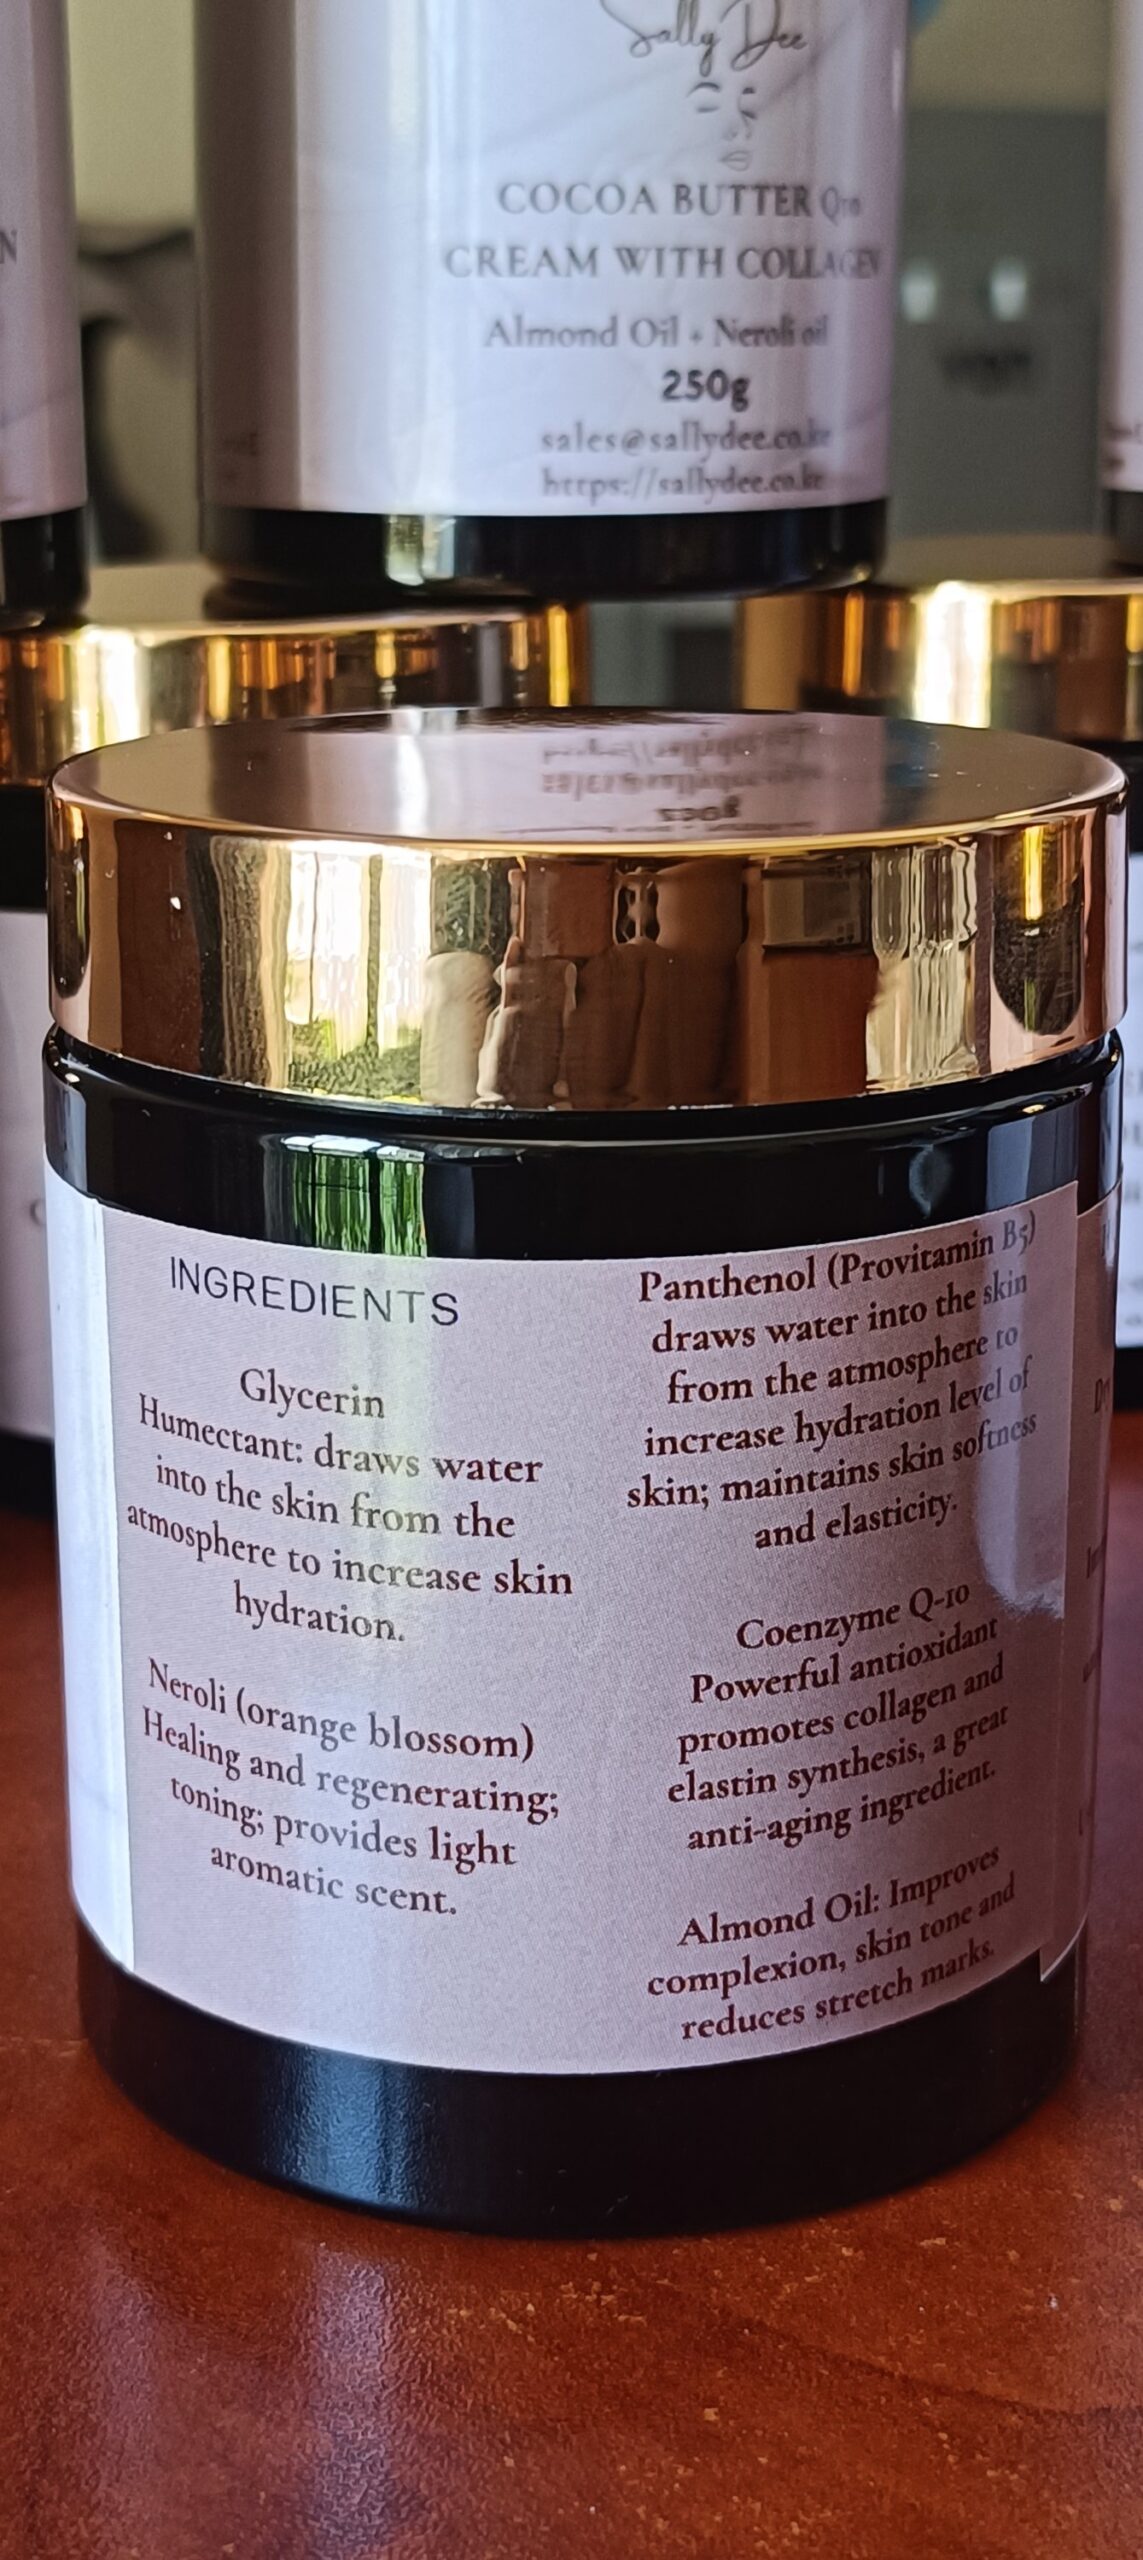 Sally Dee
COCOA BUTTER Q10
CREAM WITH COLLAGEN
Almond Oil + Neroli oil
250g
sales@sallydee.co.ke
https://sallydee.co.ke
INGREDIENTS
Glycerin
Humectant: draws water
into the skin from the
atmosphere to increase skin
hydration.
Neroli (orange blossom)
Healing and regenerating;
toning; provides light
aromatic scent.
Panthenol (Provitamin B5)
draws water into the skin
from the atmosphere to
increase hydration level of
skin; maintains skin softness
and elasticity.
Coenzyme Q-10
Powerful antioxidant
promotes collagen and
elastin synthesis, a great
anti-aging ingredient.
Almond Oil: Improves
complexion, skin tone and
reduces stretch marks.